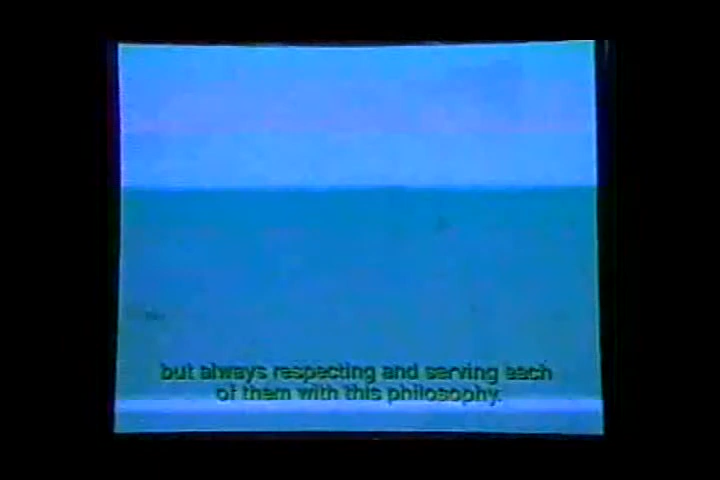 but always respecting and serving each
of them with this philosophy.